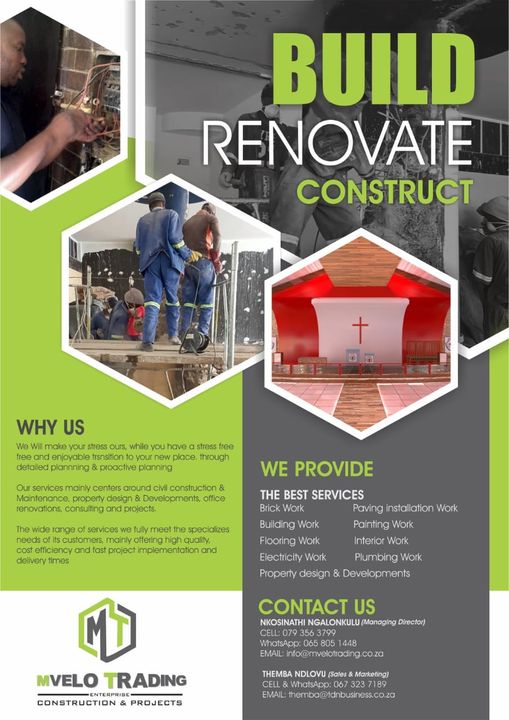 BUILD
RENOVATE
CONSTRUCT
WHY US
We Will make your stress ours, while you have a stress free
free and enjoyable trsnsition to your new place. through
detailed plannning & proactive planning
Our services mainly centers around civil construction &
Maintenance, property design & Developments, office
renovations, consulting and projects.
The wide range of services we fully meet the specializes
needs of its customers, mainly offering high quality,
cost efficiency and fast project implementation and
delivery times
WE PROVIDE
THE BEST SERVICES
Brick Work Paving installation Work
Building Work Painting Work
Flooring Work Interior Work
Electricity Work Plumbing Work
Property design & Developments
CONTACT US
NKOSINATHI NGALONKULU (Managing Director)
CELL: 079 356 3799
WhatsApp: 065 805 1448
EMAIL: info@mvelotrading.co.za
THEMBA NDLOVU (Sales & Marketing)
CELL & WhatsApp: 067 323 7189
EMAIL: themba@tdnbusiness.co.za
MT
MVELO TRADING
ENTERPRISE
CONSTRUCTION & PROJECTS